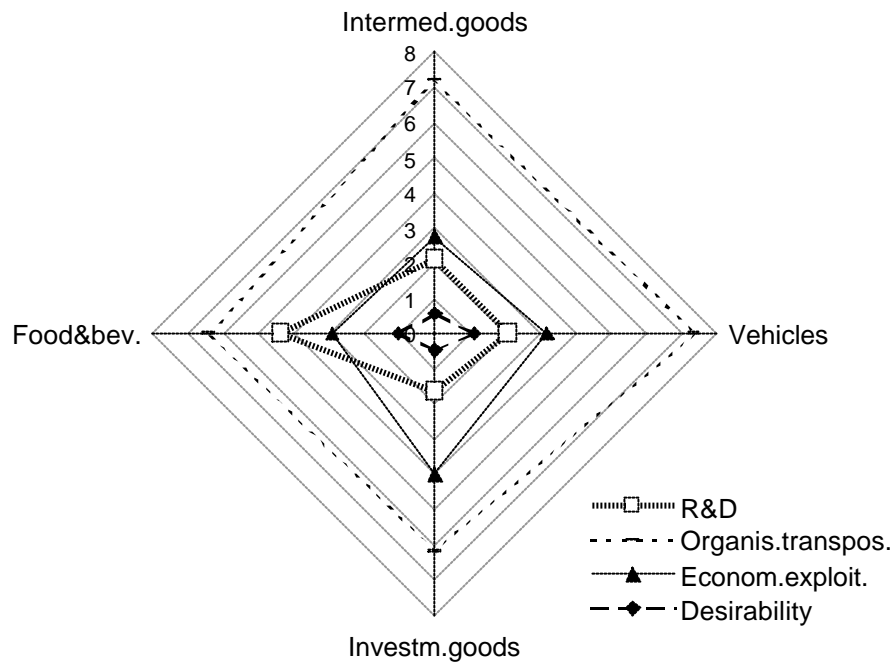 Intermed.goods
8
7
6
5
4
3
2
1
0
Food&bev.
Vehicles
Investm.goods
R&D
Organis.transpos.
Econom.exploit.
Desirability